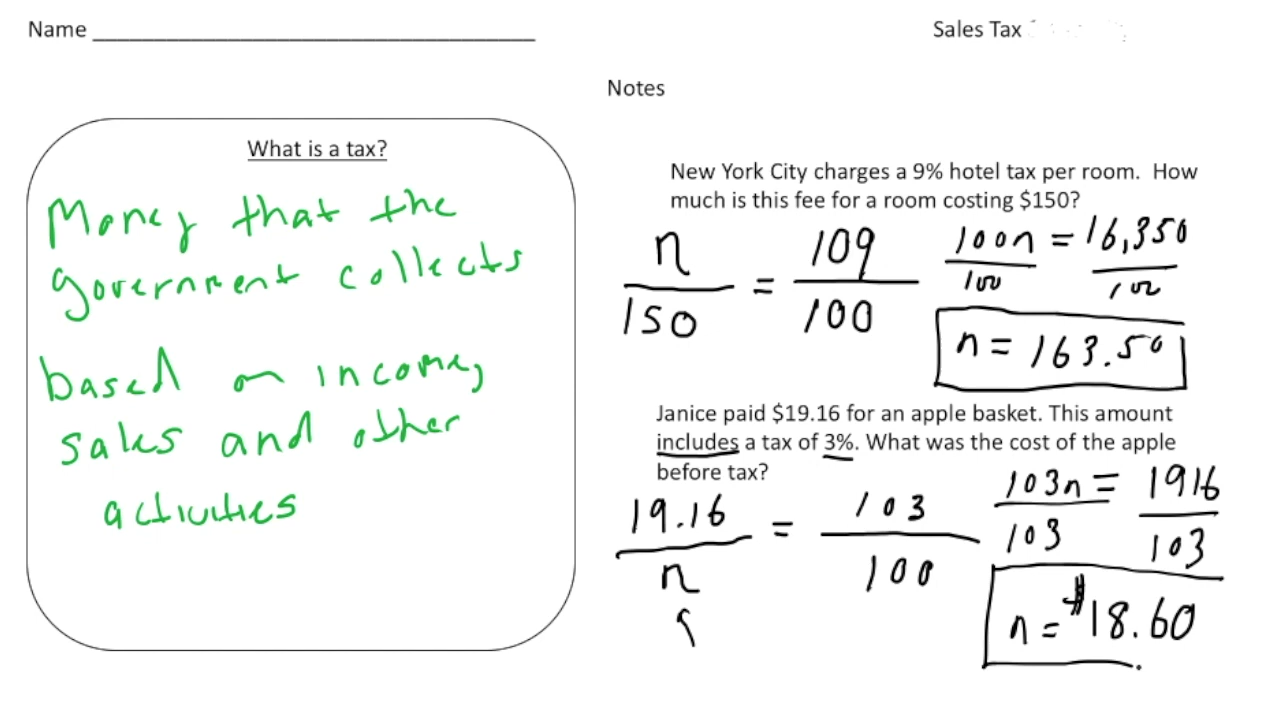 Name
Sales Tax
Notes
What is a tax?
Money that the
government collects
based on income,
sales and other
activities
New York City charges a 9% hotel tax per room. How
much is this fee for a room costing $150?
n/150 = 109/100
100n/100 = 16,350/100
n = 163.50
Janice paid $19.16 for an apple basket. This amount
includes a tax of 3%. What was the cost of the apple
before tax?
19.16/n = 103/100
103n/103 = 1916/103
n = $18.60